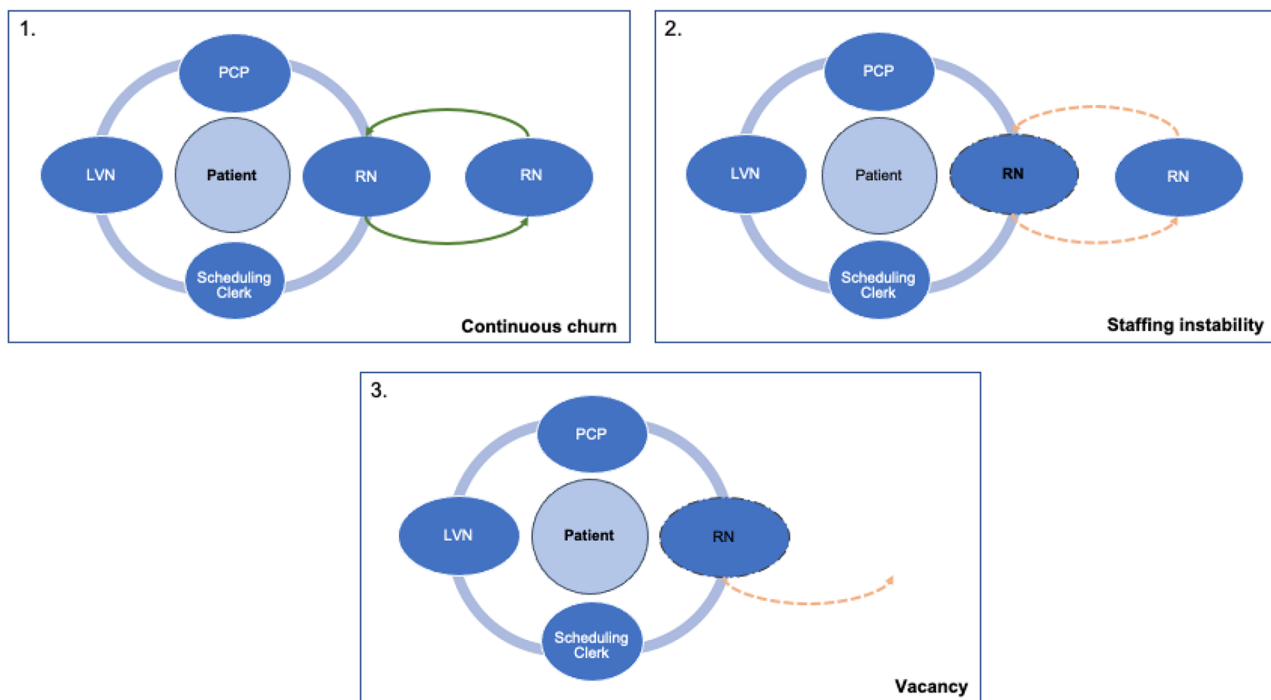 1.
PCP
LVN
Patient
RN
RN
Scheduling
Clerk
Continuous churn
2.
PCP
LVN
Patient
RN
RN
Scheduling
Clerk
Staffing instability
3.
PCP
LVN
Patient
RN
Scheduling
Clerk
Vacancy